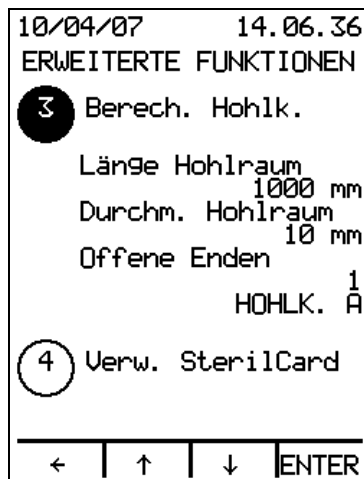 10/04/07 14.06.36
ERWEITERTE FUNKTIONEN
3 Berech. Hohlk.
Länge Hohlraum
1000 mm
Durchm. Hohlraum
10 mm
Offene Enden
1
HOHLK. A
4 Verw. SterilCard
← ↑ ↓ ENTER